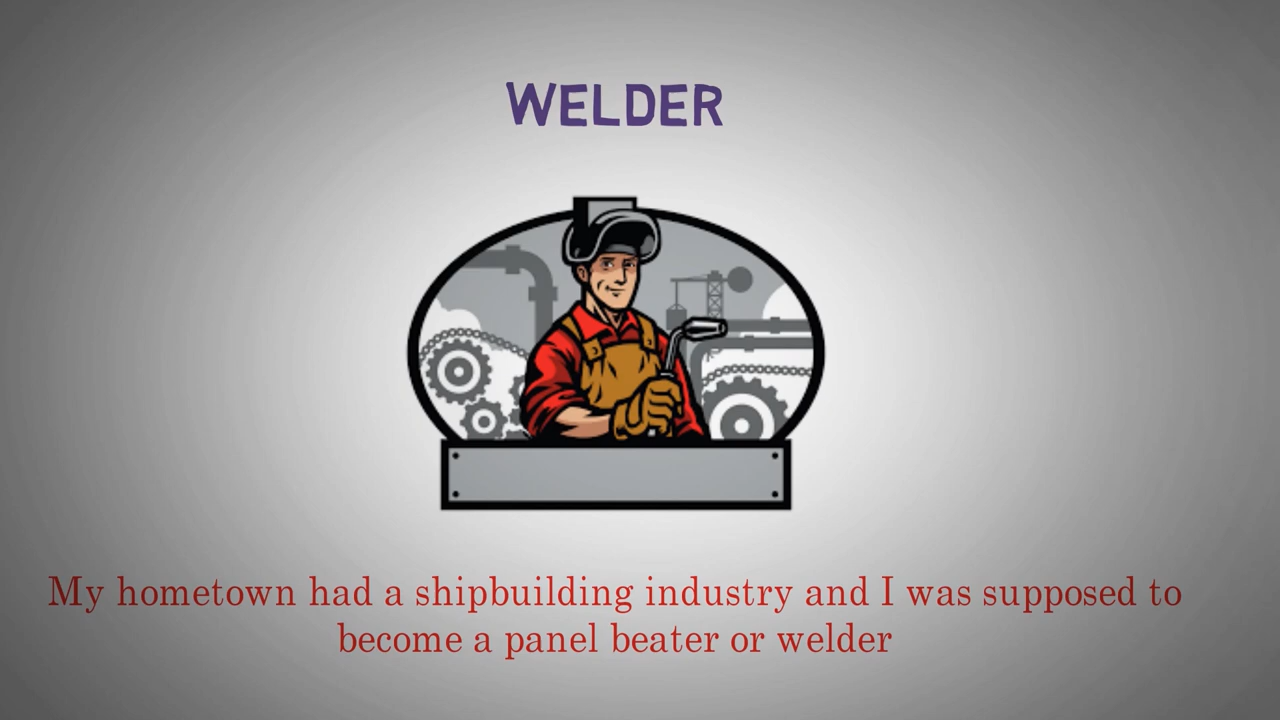 WELDER
My hometown had a shipbuilding industry and I was supposed to
become a panel beater or welder